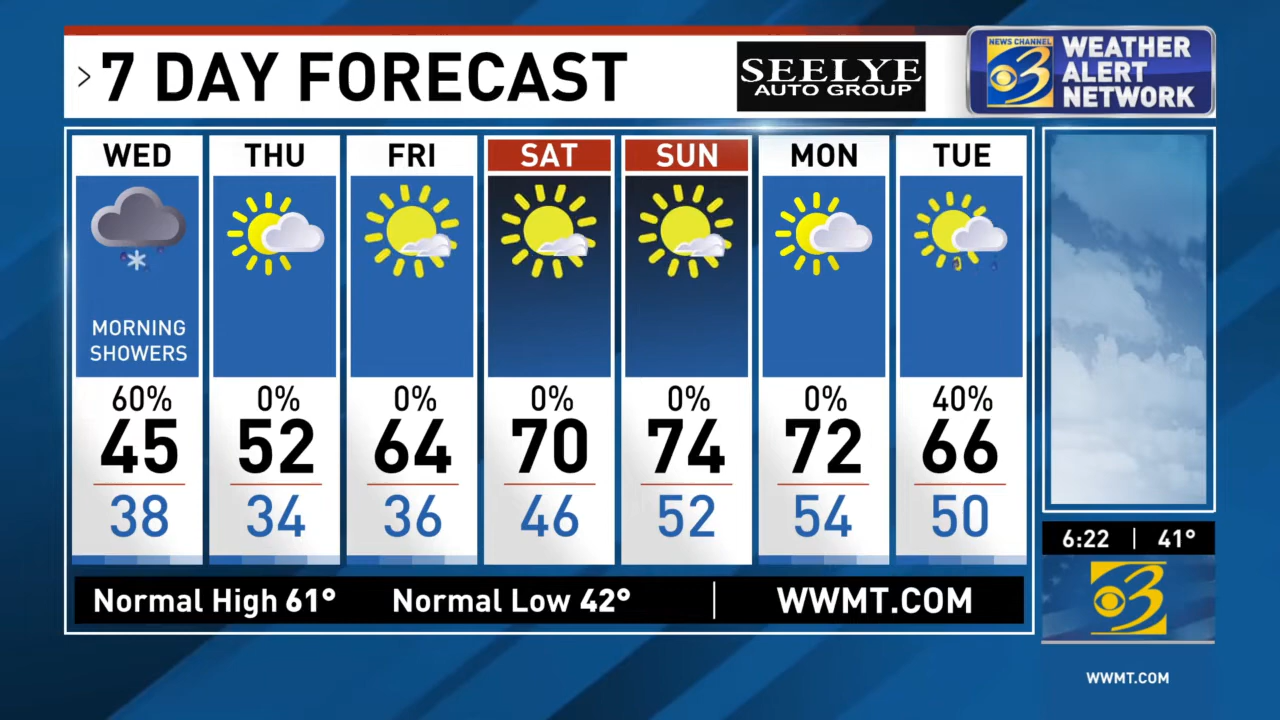 > 7 DAY FORECAST
SEELYE
AUTO GROUP
NEWS CHANNEL
3
WEATHER
ALERT
NETWORK
WED THU FRI SAT SUN MON TUE
MORNING
SHOWERS
60% 0% 0% 0% 0% 0% 40%
45 52 64 70 74 72 66
38 34 36 46 52 54 50
Normal High 61° Normal Low 42° | WWMT.COM
6:22 | 41°
3
WWMT.COM